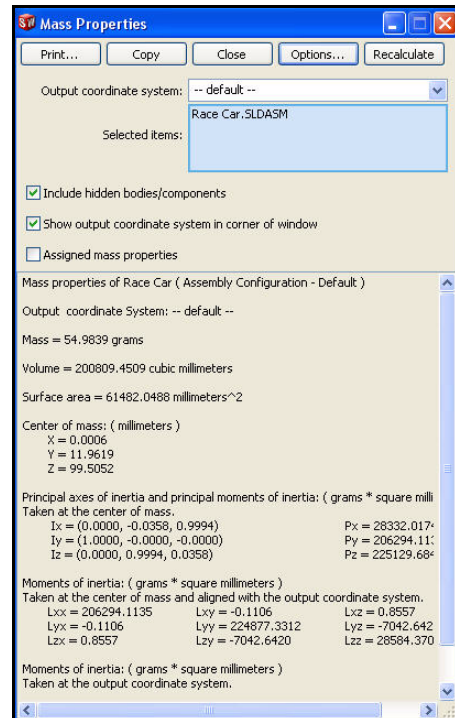 Mass Properties
Print... Copy Close Options... Recalculate
Output coordinate system: -- default --
Selected items: Race Car.SLDASM
Include hidden bodies/components
Show output coordinate system in corner of window
Assigned mass properties
Mass properties of Race Car ( Assembly Configuration - Default )
Output coordinate System: -- default --
Mass = 54.9839 grams
Volume = 200809.4509 cubic millimeters
Surface area = 61482.0488 millimeters^2
Center of mass: ( millimeters )
X = 0.0006
Y = 11.9619
Z = 99.5052
Principal axes of inertia and principal moments of inertia: ( grams * square milli
Taken at the center of mass.
Ix = (0.0000, -0.0358, 0.9994) Px = 28332.017
Iy = (1.0000, -0.0000, -0.0000) Py = 206294.11
Iz = (0.0000, 0.9994, 0.0358) Pz = 225129.68
Moments of inertia: ( grams * square millimeters )
Taken at the center of mass and aligned with the output coordinate system.
Lxx = 206294.1135 Lxy = -0.1106 Lxz = 0.8557
Lyx = -0.1106 Lyy = 224877.3312 Lyz = -7042.642
Lzx = 0.8557 Lzy = -7042.6420 Lzz = 28584.370
Moments of inertia: ( grams * square millimeters )
Taken at the output coordinate system.